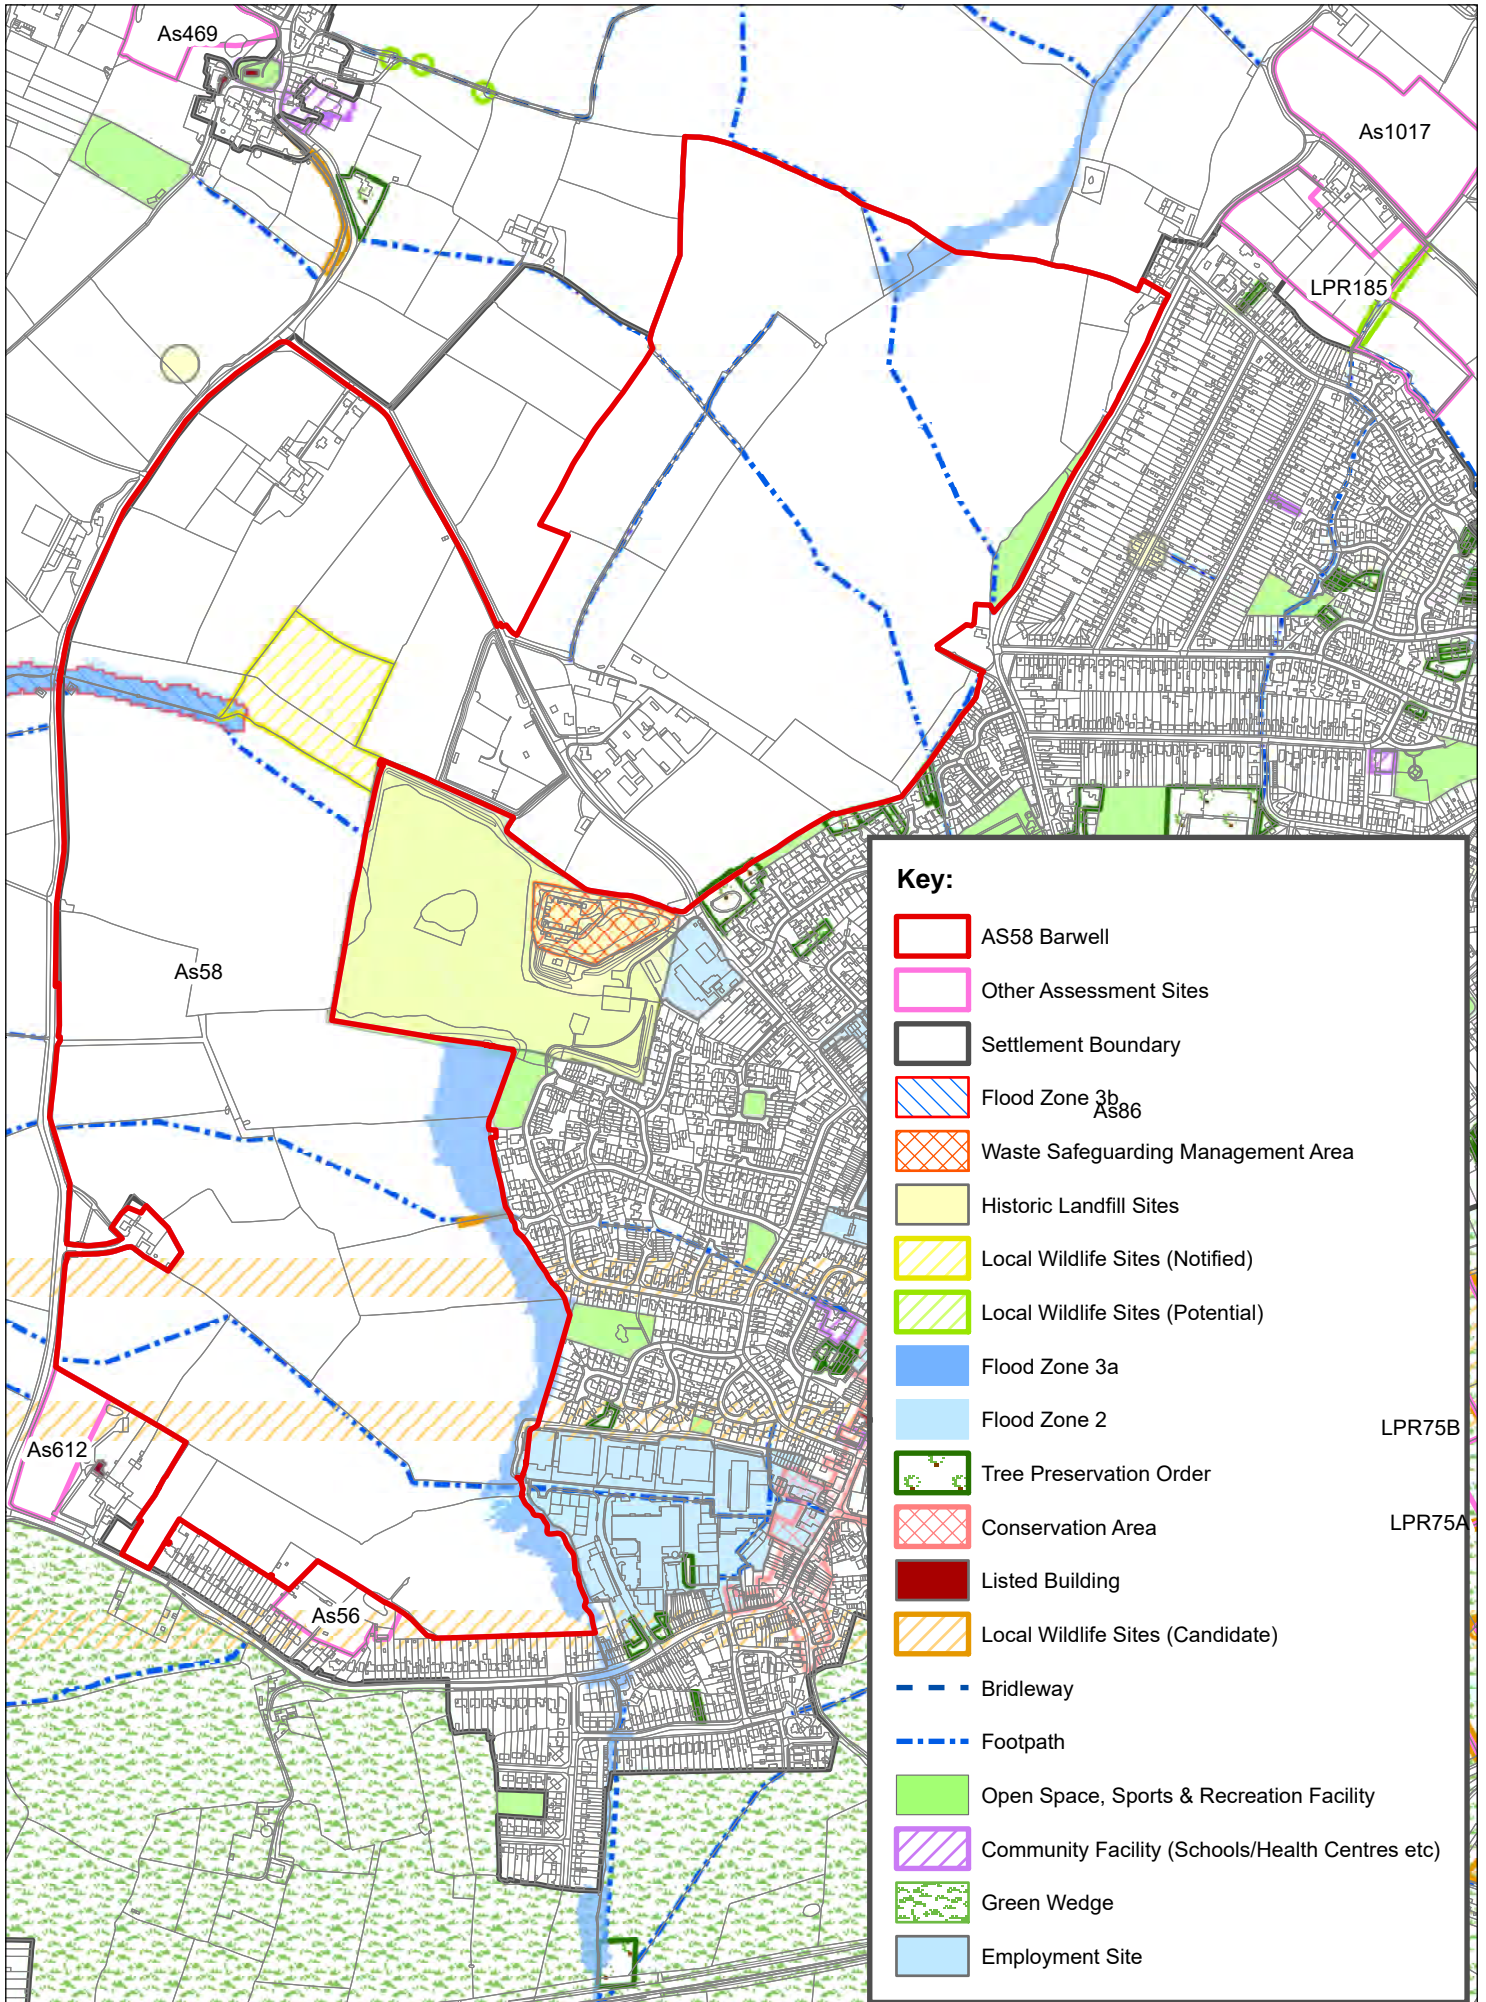 As469
As1017
LPR185
As58
As612
As56
Key:
AS58 Barwell
Other Assessment Sites
Settlement Boundary
Flood Zone 3b
As86
Waste Safeguarding Management Area
Historic Landfill Sites
Local Wildlife Sites (Notified)
Local Wildlife Sites (Potential)
Flood Zone 3a
Flood Zone 2
LPR75B
Tree Preservation Order
Conservation Area
LPR75A
Listed Building
Local Wildlife Sites (Candidate)
Bridleway
Footpath
Open Space, Sports & Recreation Facility
Community Facility (Schools/Health Centres etc)
Green Wedge
Employment Site